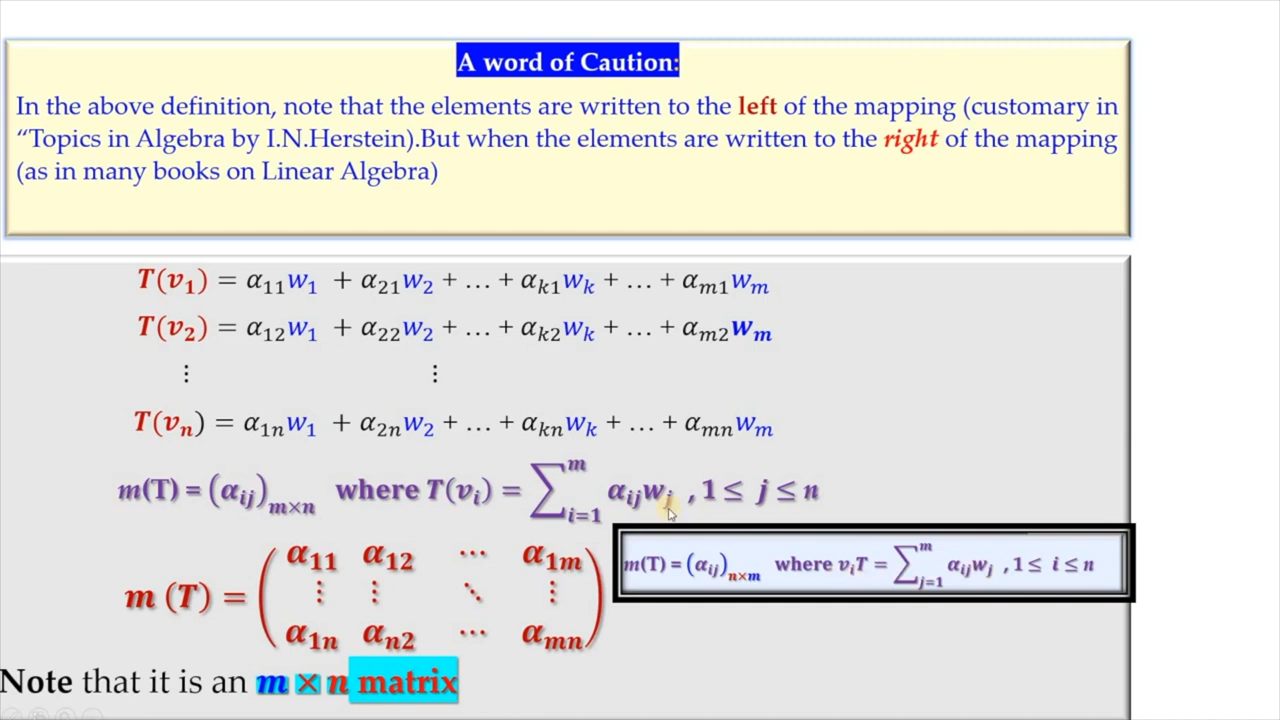 A word of Caution:
In the above definition, note that the elements are written to the left of the mapping (customary in
“Topics in Algebra by I.N.Herstein).But when the elements are written to the right of the mapping
(as in many books on Linear Algebra)
T(v₁) = α₁₁w₁ + α₂₁w₂ + … + αₖ₁wₖ + … + αₘ₁wₘ
T(v₂) = α₁₂w₁ + α₂₂w₂ + … + αₖ₂wₖ + … + αₘ₂wₘ
⋮ ⋮
T(vₙ) = α₁ₙw₁ + α₂ₙw₂ + … + αₖₙwₖ + … + αₘₙwₘ
m(T) = (αᵢⱼ)ₘ×ₙ where T(vᵢ) = ∑ᵢ₌₁ᵐ αᵢⱼwⱼ , 1 ≤ j ≤ n
m(T) = (αᵢⱼ)ₙ×ₘ where vᵢT = ∑ⱼ₌₁ᵐ αᵢⱼwⱼ , 1 ≤ i ≤ n
α₁₁ α₁₂ ⋯ α₁ₘ
m (T) = ( ⋮ ⋮ ⋱ ⋮ )
α₁ₙ αₙ₂ ⋯ αₘₙ
Note that it is an m × n matrix